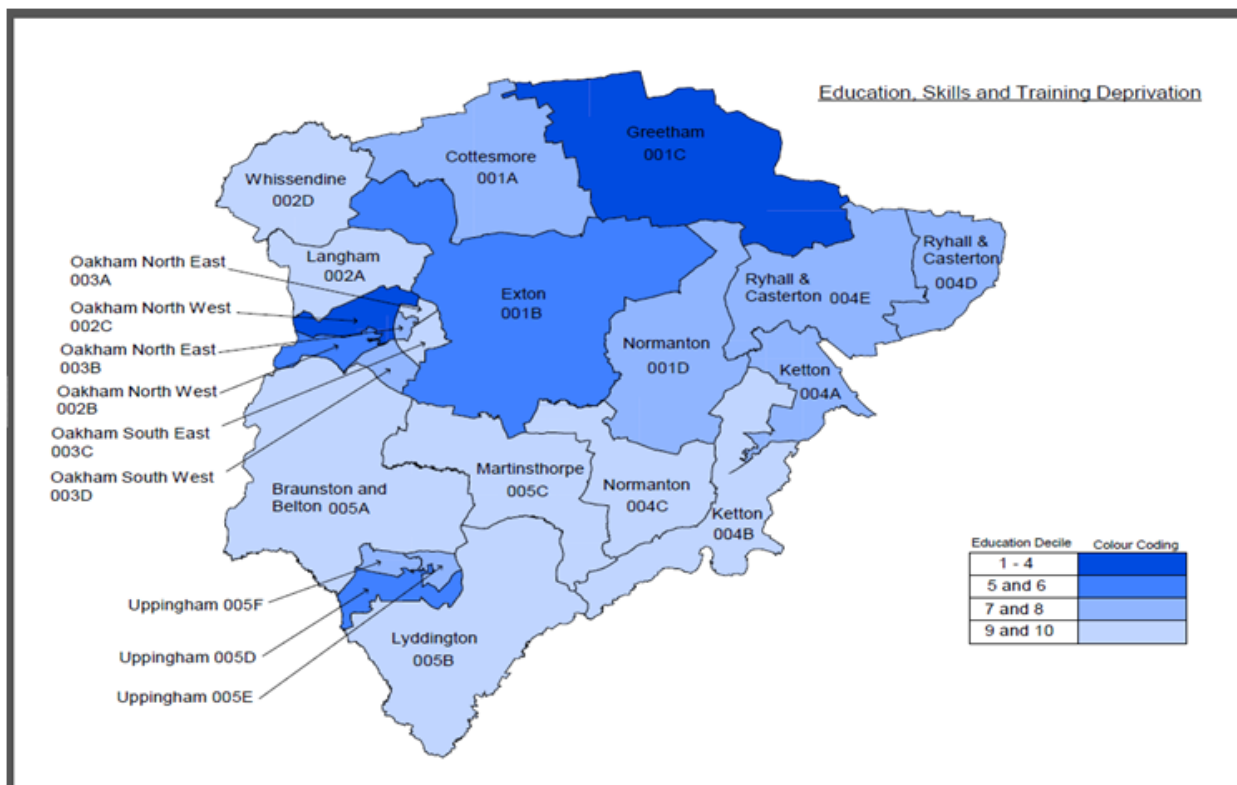 Education, Skills and Training Deprivation
Greetham
001C
Cottesmore
001A
Whissendine
002D
Ryhall &
Casterton
004D
Langham
002A
Oakham North East
003A
Ryhall &
Casterton 004E
Exton
001B
Oakham North West
002C
Oakham North East
003B
Normanton
001D
Ketton
004A
Oakham North West
002B
Oakham South East
003C
Oakham South West
003D
Martinsthorpe
005C
Normanton
004C
Braunston and
Belton 005A
Ketton
004B
Education Decile Colour Coding
1 - 4
5 and 6
7 and 8
9 and 10
Uppingham 005F
Lyddington
005B
Uppingham 005D
Uppingham 005E